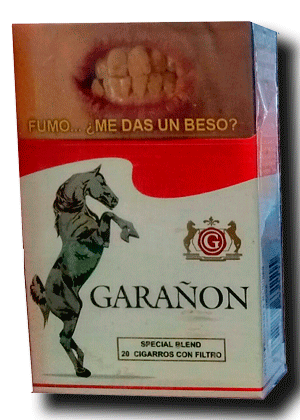 FUMO... ¿ME DAS UN BESO?
G
GARAÑON
SPECIAL BLEND
20 CIGARROS CON FILTRO